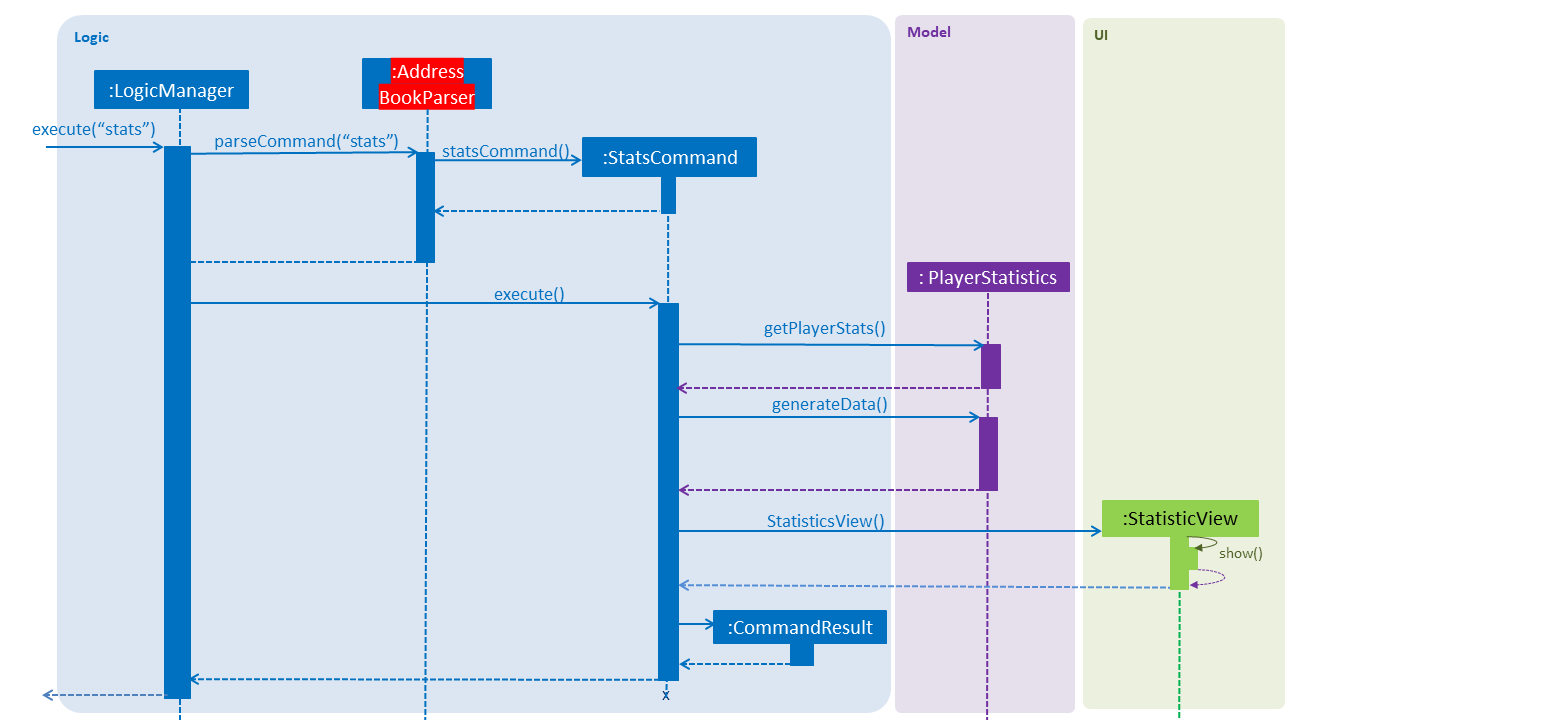 Logic
Model
UI
:LogicManager
:Address
BookParser
execute(“stats”)
parseCommand(“stats”)
statsCommand()
:StatsCommand
: PlayerStatistics
execute()
getPlayerStats()
generateData()
StatisticsView()
:StatisticView
show()
:CommandResult
x